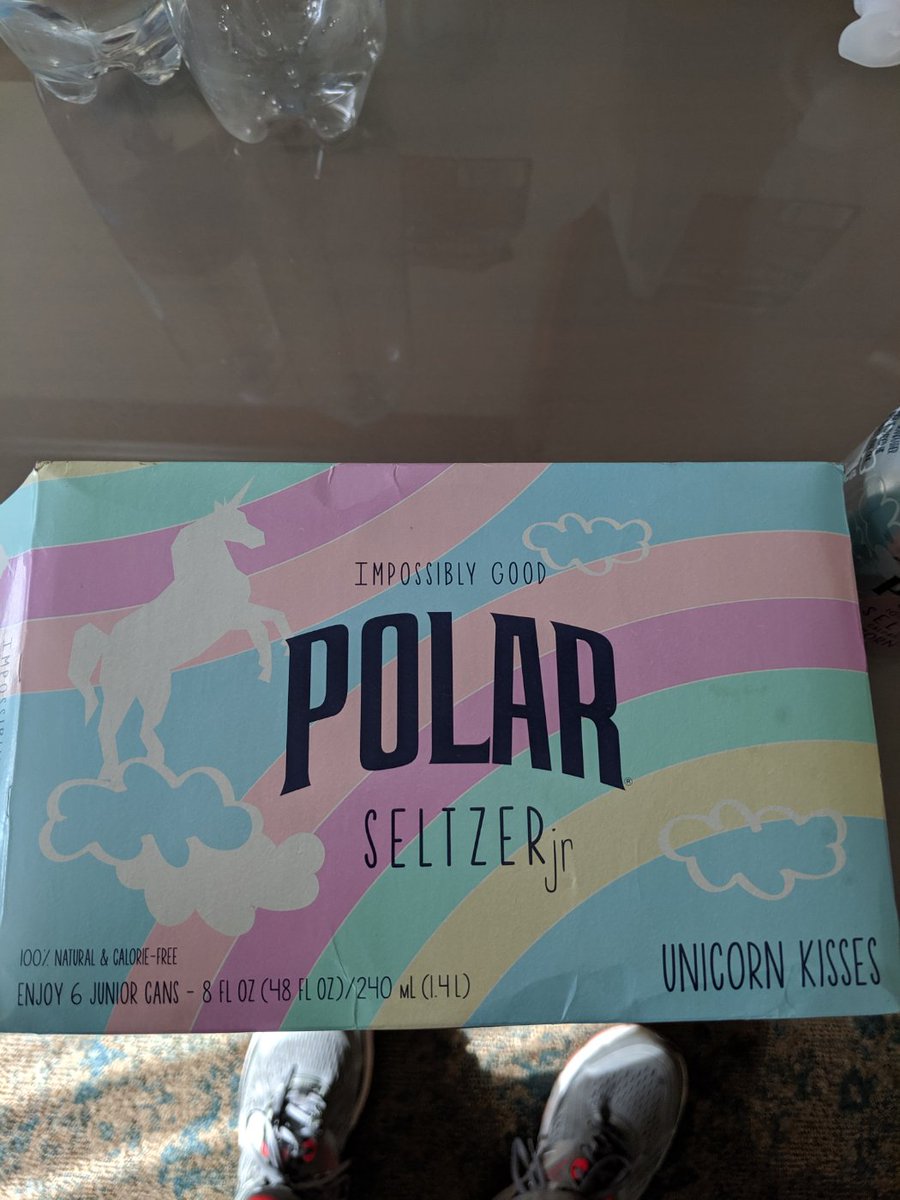 IMPOSSIBLY GOOD
POLAR®
SELTZERjr
100% NATURAL & CALORIE-FREE
ENJOY 6 JUNIOR CANS - 8 FL OZ (48 FL OZ)/240 mL (1.4 L)
UNICORN KISSES